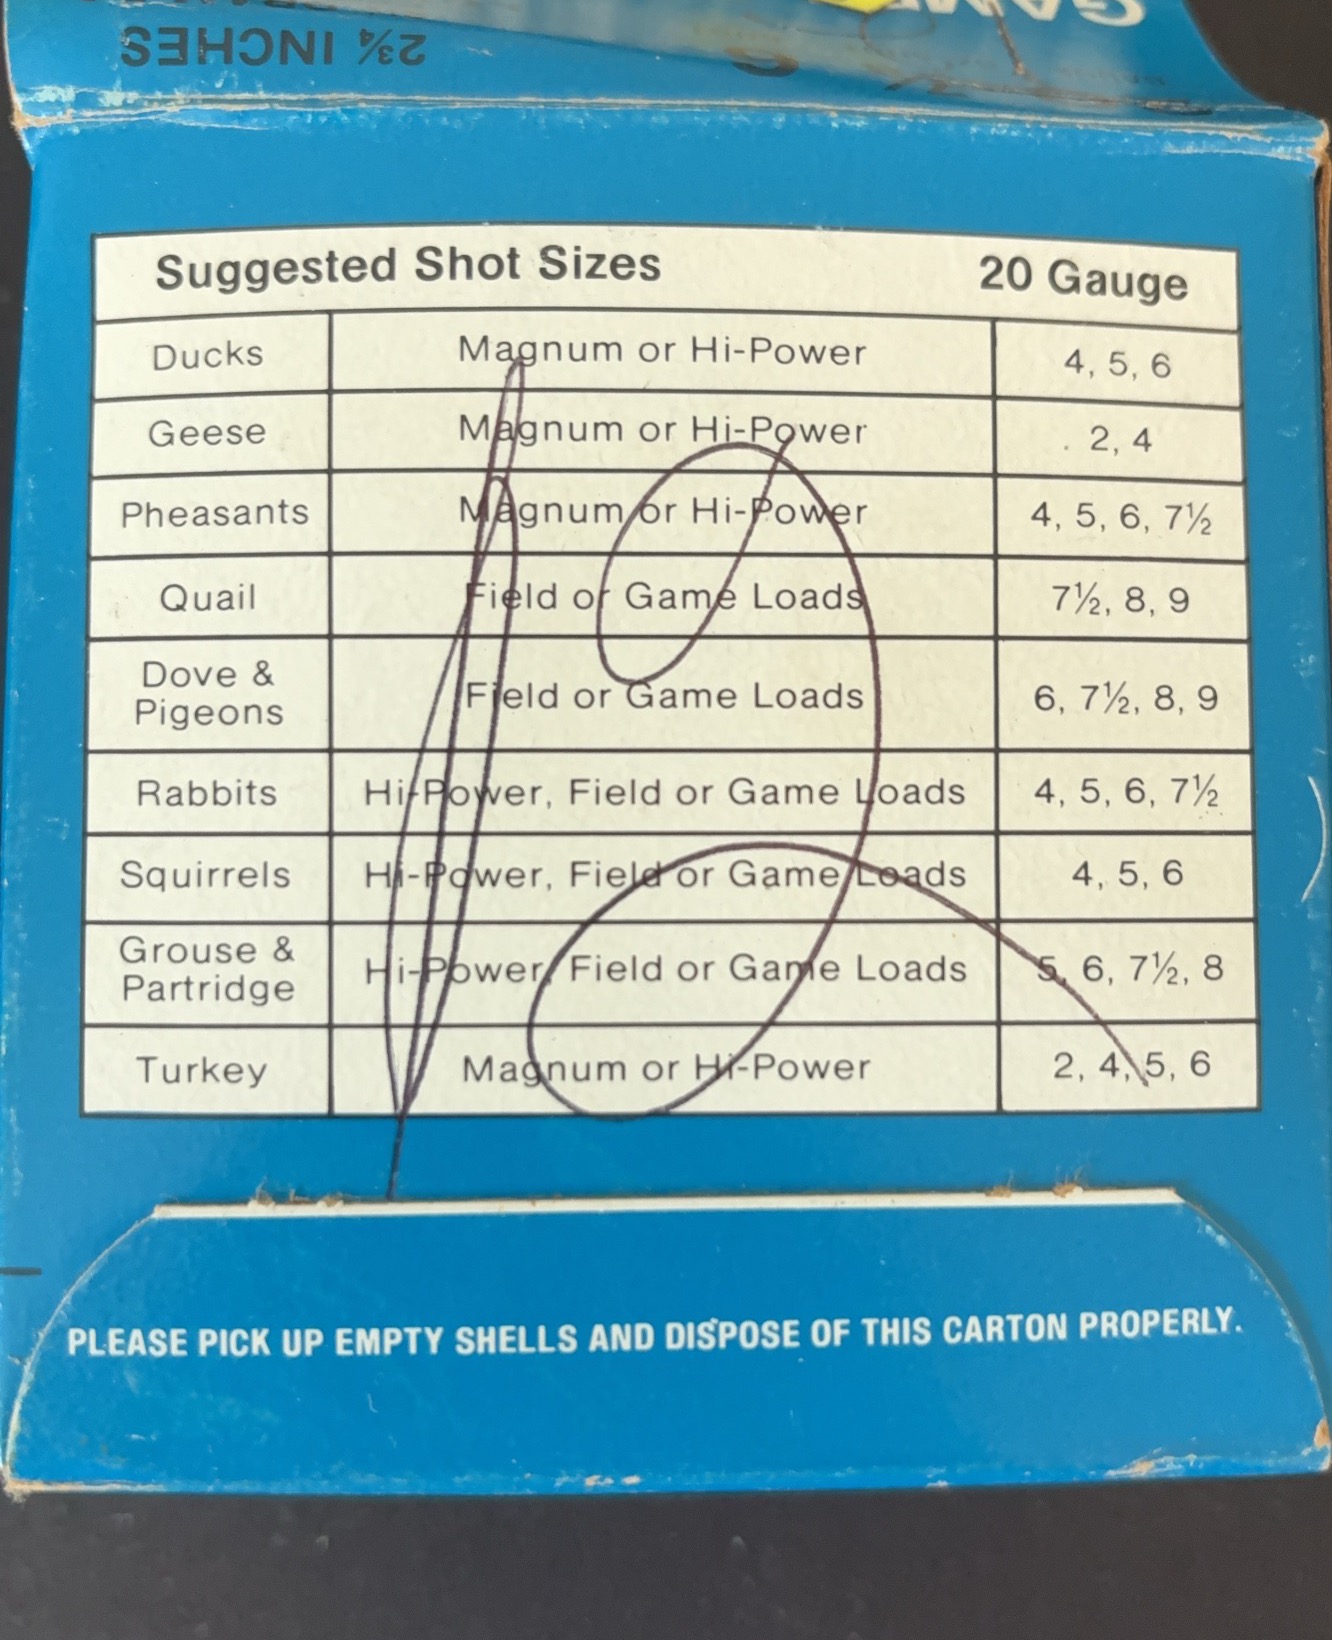 GAME
2¾ INCHES
Suggested Shot Sizes 20 Gauge
Ducks Magnum or Hi-Power 4, 5, 6
Geese Magnum or Hi-Power 2, 4
Pheasants Magnum or Hi-Power 4, 5, 6, 7½
Quail Field or Game Loads 7½, 8, 9
Dove &
Pigeons Field or Game Loads 6, 7½, 8, 9
Rabbits Hi-Power, Field or Game Loads 4, 5, 6, 7½
Squirrels Hi-Power, Field or Game Loads 4, 5, 6
Grouse &
Partridge Hi-Power, Field or Game Loads 5, 6, 7½, 8
Turkey Magnum or Hi-Power 2, 4, 5, 6
12
PLEASE PICK UP EMPTY SHELLS AND DISPOSE OF THIS CARTON PROPERLY.